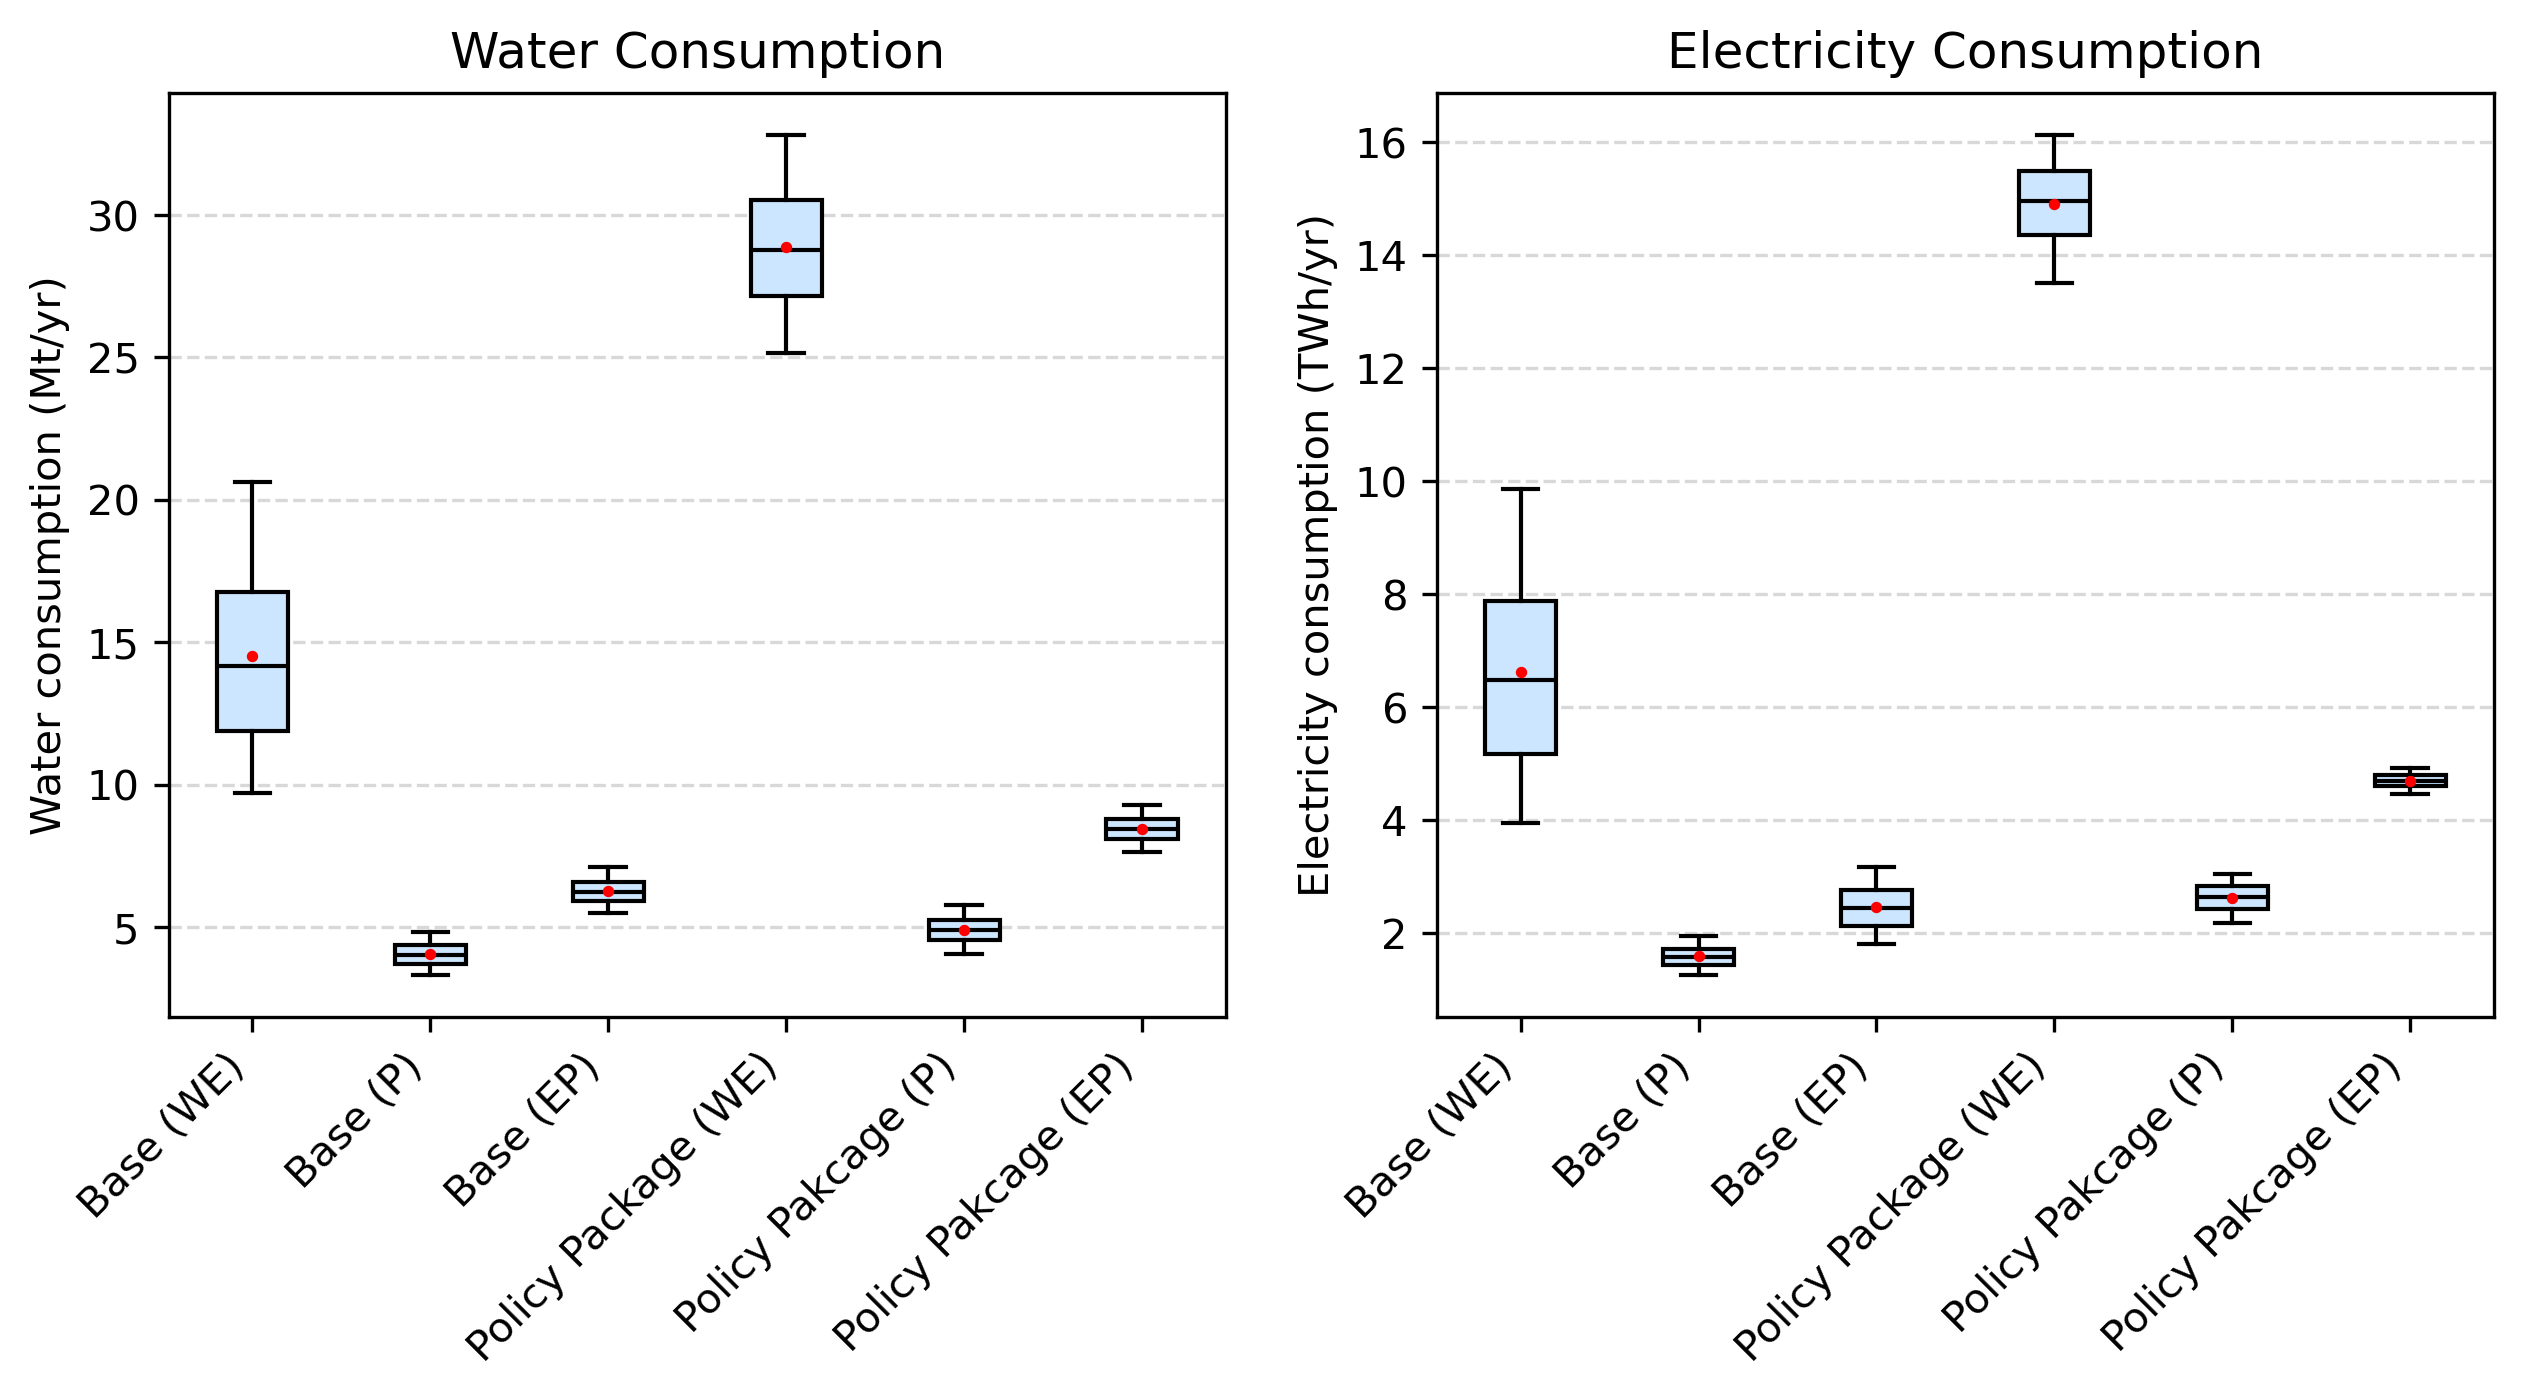 Water Consumption
Water consumption (Mt/yr)
30
25
20
15
10
5
Base (WE)
Base (P)
Base (EP)
Policy Package (WE)
Policy Pakcage (P)
Policy Pakcage (EP)
Electricity Consumption
Electricity consumption (TWh/yr)
16
14
12
10
8
6
4
2
Base (WE)
Base (P)
Base (EP)
Policy Package (WE)
Policy Pakcage (P)
Policy Pakcage (EP)